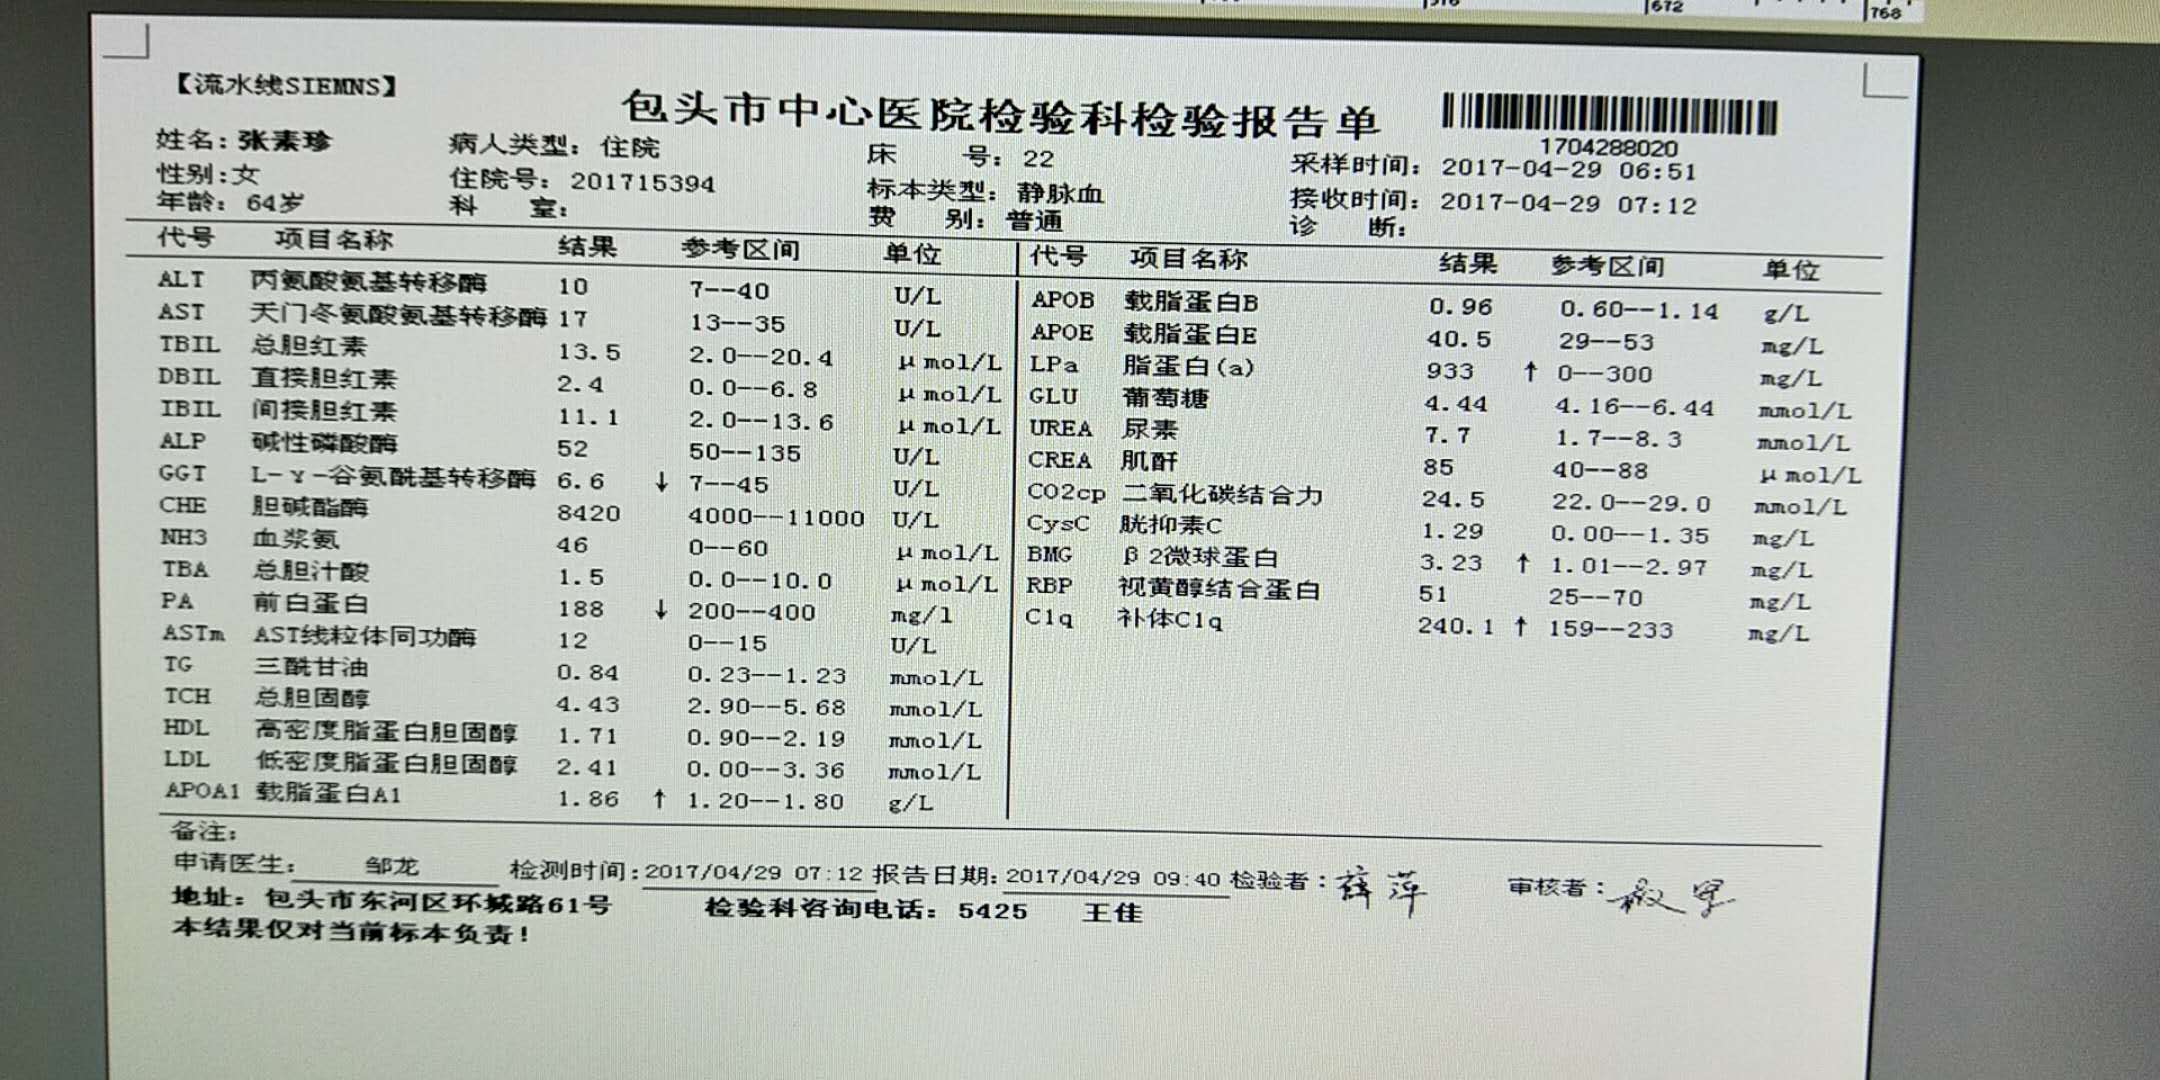 672
768
【流水线SIEMNS】
包头市中心医院检验科检验报告单
1704288020
姓名：张素珍 病人类型：住院 床 号：22 采样时间：2017-04-29 06:51
性别：女 住院号：201715394 标本类型：静脉血 接收时间：2017-04-29 07:12
年龄：64岁 科 室： 费 别：普通 诊 断：
代号 项目名称 结果 参考区间 单位 代号 项目名称 结果 参考区间 单位
ALT 丙氨酸氨基转移酶 10 7--40 U/L APOB 载脂蛋白B 0.96 0.60--1.14 g/L
AST 天门冬氨酸氨基转移酶 17 13--35 U/L APOE 载脂蛋白E 40.5 29--53 mg/L
TBIL 总胆红素 13.5 2.0--20.4 μmol/L LPa 脂蛋白(a) 933 ↑ 0--300 mg/L
DBIL 直接胆红素 2.4 0.0--6.8 μmol/L GLU 葡萄糖 4.44 4.16--6.44 mmol/L
IBIL 间接胆红素 11.1 2.0--13.6 μmol/L UREA 尿素 7.7 1.7--8.3 mmol/L
ALP 碱性磷酸酶 52 50--135 U/L CREA 肌酐 85 40--88 μmol/L
GGT L-γ-谷氨酰基转移酶 6.6 ↓ 7--45 U/L CO2cp 二氧化碳结合力 24.5 22.0--29.0 mmol/L
CHE 胆碱酯酶 8420 4000--11000 U/L CysC 胱抑素C 1.29 0.00--1.35 mg/L
NH3 血浆氨 46 0--60 μmol/L BMG β2微球蛋白 3.23 ↑ 1.01--2.97 mg/L
TBA 总胆汁酸 1.5 0.0--10.0 μmol/L RBP 视黄醇结合蛋白 51 25--70 mg/L
PA 前白蛋白 188 ↓ 200--400 mg/l C1q 补体C1q 240.1 ↑ 159--233 mg/L
ASTm AST线粒体同功酶 12 0--15 U/L
TG 三酰甘油 0.84 0.23--1.23 mmol/L
TCH 总胆固醇 4.43 2.90--5.68 mmol/L
HDL 高密度脂蛋白胆固醇 1.71 0.90--2.19 mmol/L
LDL 低密度脂蛋白胆固醇 2.41 0.00--3.36 mmol/L
APOA1 载脂蛋白A1 1.86 ↑ 1.20--1.80 g/L
备注：
申请医生： 邹龙 检测时间：2017/04/29 07:12 报告日期：2017/04/29 09:40 检验者：薛萍 审核者：
地址：包头市东河区环城路61号 检验科咨询电话：5425 王佳
本结果仅对当前标本负责！